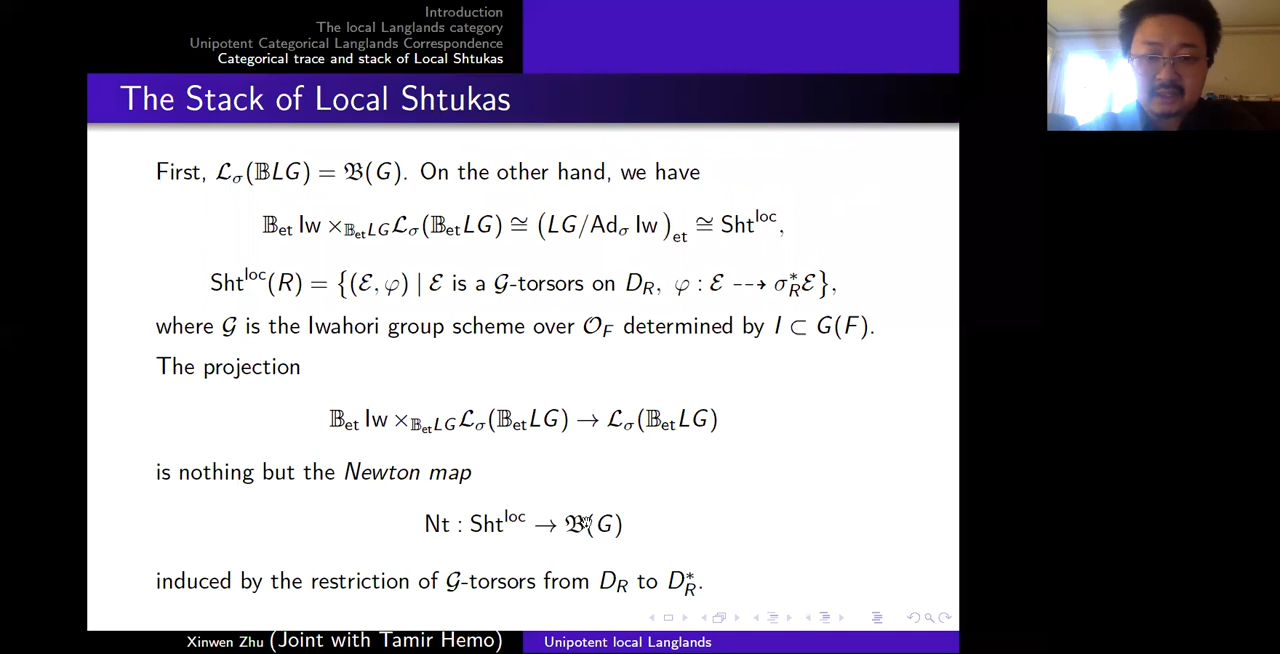 Introduction
The local Langlands category
Unipotent Categorical Langlands Correspondence
Categorical trace and stack of Local Shtukas
The Stack of Local Shtukas
First, ℒ_σ(𝔹LG) = 𝔅(G). On the other hand, we have
𝔹_et Iw ×_{𝔹_et LG} ℒ_σ(𝔹_et LG) ≅ (LG/Ad_σ Iw)_et ≅ Sht^loc,
Sht^loc(R) = {(ℰ, φ) | ℰ is a 𝒢-torsors on D_R, φ : ℰ ⇢ σ_R^*ℰ},
where 𝒢 is the Iwahori group scheme over 𝒪_F determined by I ⊂ G(F).
The projection
𝔹_et Iw ×_{𝔹_et LG} ℒ_σ(𝔹_et LG) → ℒ_σ(𝔹_et LG)
is nothing but the Newton map
Nt : Sht^loc → 𝔅(G)
induced by the restriction of 𝒢-torsors from D_R to D_R^*.
Xinwen Zhu (Joint with Tamir Hemo) Unipotent local Langlands